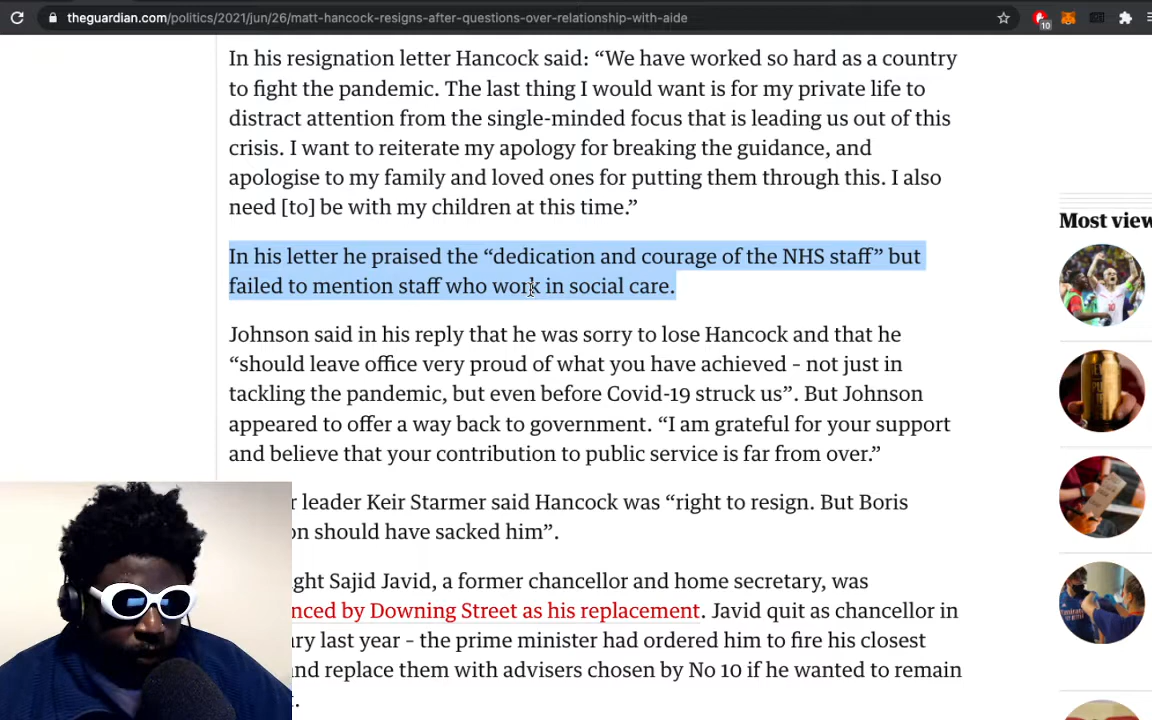 theguardian.com/politics/2021/jun/26/matt-hancock-resigns-after-questions-over-relationship-with-aide
10
In his resignation letter Hancock said: “We have worked so hard as a country
to fight the pandemic. The last thing I would want is for my private life to
distract attention from the single-minded focus that is leading us out of this
crisis. I want to reiterate my apology for breaking the guidance, and
apologise to my family and loved ones for putting them through this. I also
need [to] be with my children at this time.”
Most view
In his letter he praised the “dedication and courage of the NHS staff” but
failed to mention staff who work in social care.
Johnson said in his reply that he was sorry to lose Hancock and that he
“should leave office very proud of what you have achieved – not just in
tackling the pandemic, but even before Covid-19 struck us”. But Johnson
appeared to offer a way back to government. “I am grateful for your support
and believe that your contribution to public service is far from over.”
r leader Keir Starmer said Hancock was “right to resign. But Boris
on should have sacked him”.
ght Sajid Javid, a former chancellor and home secretary, was
nced by Downing Street as his replacement. Javid quit as chancellor in
ry last year – the prime minister had ordered him to fire his closest
nd replace them with advisers chosen by No 10 if he wanted to remain